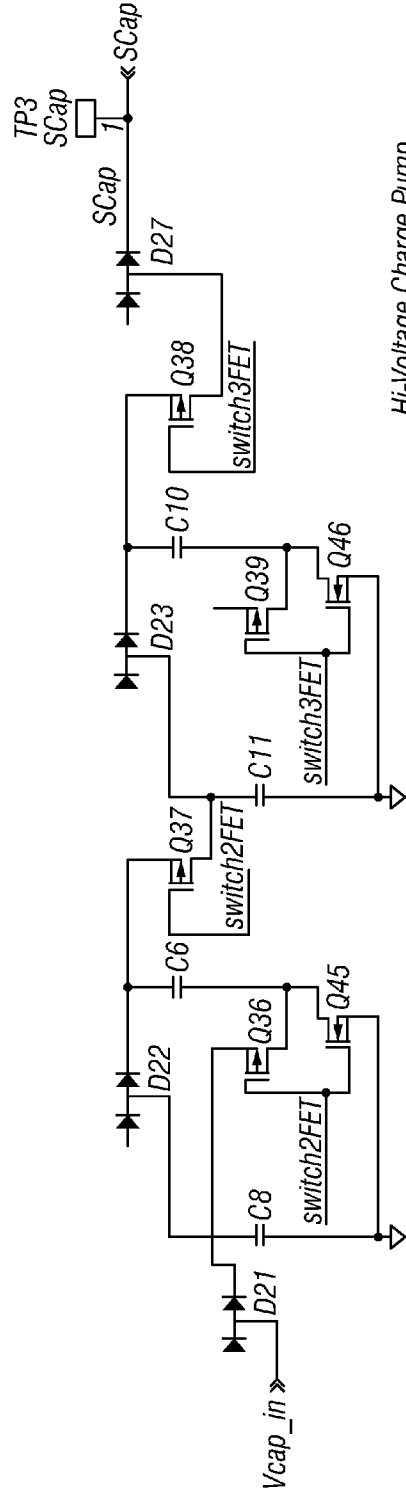 TP3
SCap
1
SCap
SCap
D27
Q38
switch3FET
C10
D23
Q39
Q46
switch3FET
C11
Q37
switch2FET
C6
D22
Q36
Q45
switch2FET
C8
D21
Vcap_in
Hi-Voltage Charge Pump